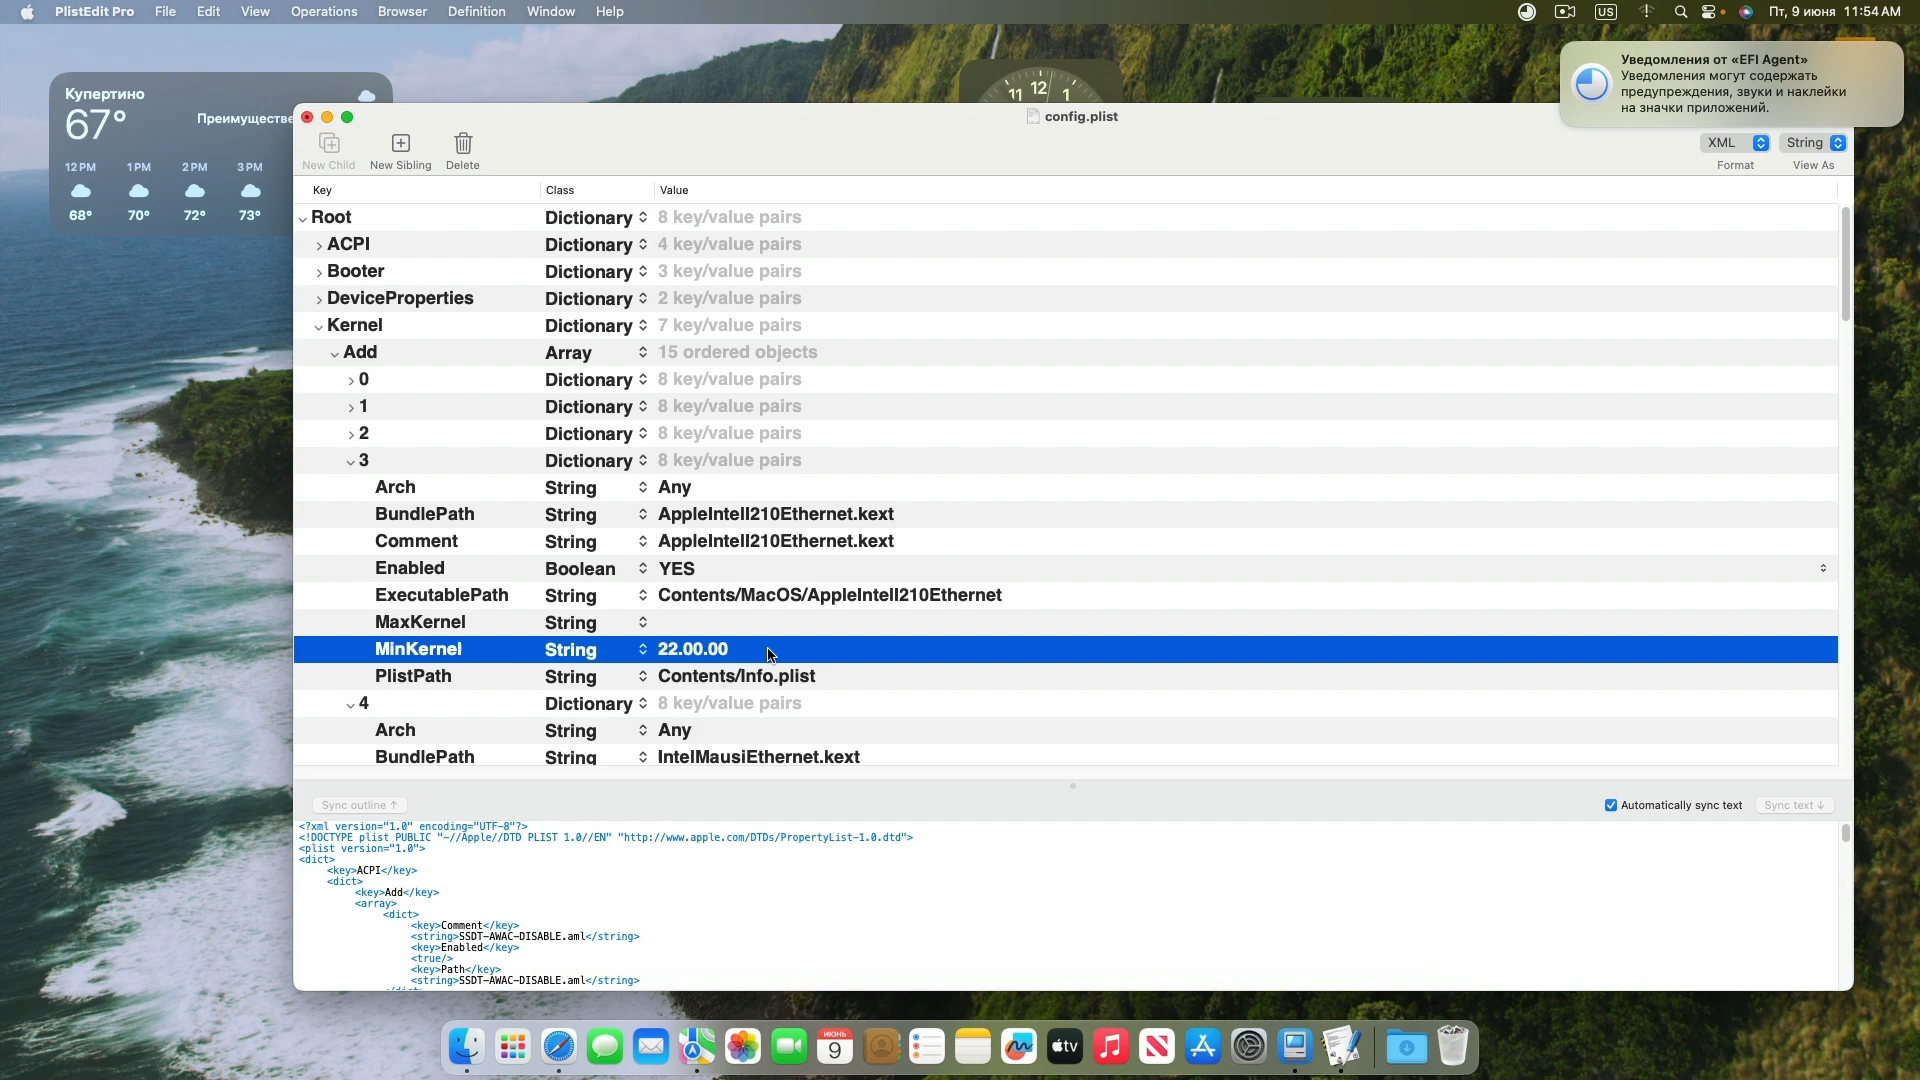 PlistEdit Pro File Edit View Operations Browser Definition Window Help
US Пт, 9 июня 11:54 AM
Уведомления от «EFI Agent»
Уведомления могут содержать
предупреждения, звуки и наклейки
на значки приложений.
Купертино
67°
Преимуществе
12 PM 1 PM 2 PM 3 PM
68° 70° 72° 73°
11 12 1
config.plist
New Child New Sibling Delete
XML String
Format View As
Key Class Value
Root Dictionary 8 key/value pairs
ACPI Dictionary 4 key/value pairs
Booter Dictionary 3 key/value pairs
DeviceProperties Dictionary 2 key/value pairs
Kernel Dictionary 7 key/value pairs
Add Array 15 ordered objects
0 Dictionary 8 key/value pairs
1 Dictionary 8 key/value pairs
2 Dictionary 8 key/value pairs
3 Dictionary 8 key/value pairs
Arch String Any
BundlePath String AppleIntelI210Ethernet.kext
Comment String AppleIntelI210Ethernet.kext
Enabled Boolean YES
ExecutablePath String Contents/MacOS/AppleIntelI210Ethernet
MaxKernel String
MinKernel String 22.00.00
PlistPath String Contents/Info.plist
4 Dictionary 8 key/value pairs
Arch String Any
BundlePath String IntelMausiEthernet.kext
Sync outline ↑ Automatically sync text Sync text ↓
<?xml version="1.0" encoding="UTF-8"?>
<!DOCTYPE plist PUBLIC "-//Apple//DTD PLIST 1.0//EN" "http://www.apple.com/DTDs/PropertyList-1.0.dtd">
<plist version="1.0">
<dict>
<key>ACPI</key>
<dict>
<key>Add</key>
<array>
<dict>
<key>Comment</key>
<string>SSDT-AWAC-DISABLE.aml</string>
<key>Enabled</key>
<true/>
<key>Path</key>
<string>SSDT-AWAC-DISABLE.aml</string>
ИЮНЬ
9
tv